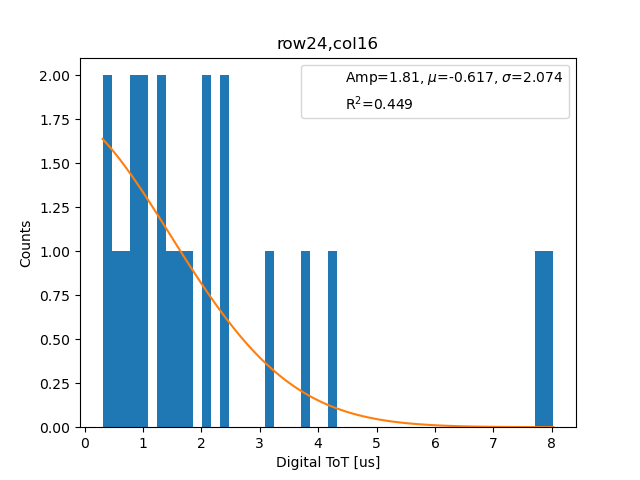 row24,col16
Amp=1.81, μ=-0.617, σ=2.074
R²=0.449
2.00
1.75
1.50
1.25
1.00
0.75
0.50
0.25
0.00
Counts
0 1 2 3 4 5 6 7 8
Digital ToT [us]